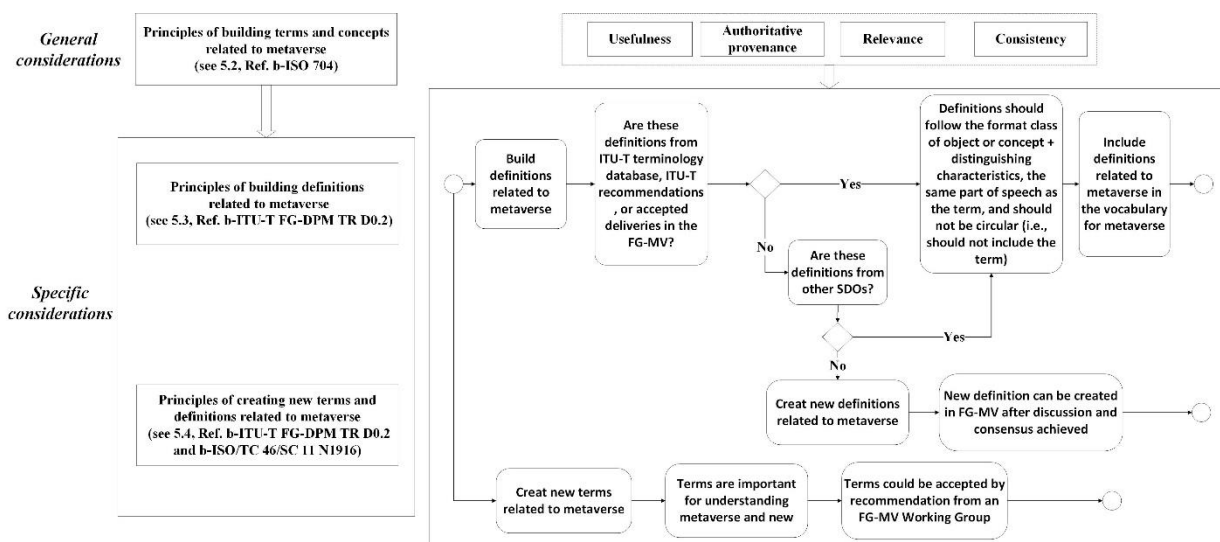 General
considerations
Principles of building terms and concepts
related to metaverse
(see 5.2, Ref. b-ISO 704)
Specific
considerations
Principles of building definitions
related to metaverse
(see 5.3, Ref. b-ITU-T FG-DPM TR D0.2)
Principles of creating new terms and
definitions related to metaverse
(see 5.4, Ref. b-ITU-T FG-DPM TR D0.2
and b-ISO/TC 46/SC 11 N1916)
Usefulness
Authoritative
provenance
Relevance
Consistency
Build
definitions
related to
metaverse
Are these
definitions from
ITU-T terminology
database, ITU-T
recommendations
, or accepted
deliveries in the
FG-MV?
Yes
No
Definitions should
follow the format class
of object or concept +
distinguishing
characteristics, the
same part of speech as
the term, and should
not be circular (i.e.,
should not include the
term)
Include
definitions
related to
metaverse in
the vocabulary
for metaverse
Are these
definitions from
other SDOs?
Yes
No
Creat new definitions
related to metaverse
New definition can be created
in FG-MV after discussion and
consensus achieved
Creat new terms
related to metaverse
Terms are important
for understanding
metaverse and new
Terms could be accepted by
recommendation from an
FG-MV Working Group